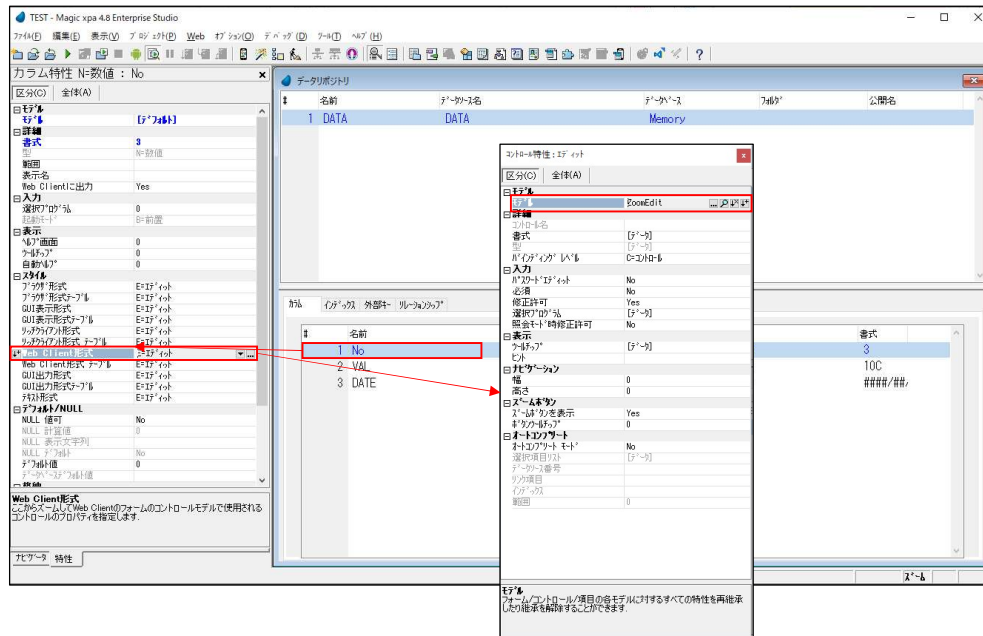 TEST - Magic xpa 4.8 Enterprise Studio
ファイル(F) 編集(E) 表示(V) プロジェクト(P) Web オプション(O) デバッグ(D) ツール(T) ヘルプ(H)
カラム特性 N=数値 : No
区分(C) 全体(A)
モデル
モデル [デフォルト]
詳細
書式 3
型 N=数値
範囲
表示名
Web Clientに出力 Yes
入力
選択プログラム 0
起動モード B=前置
表示
ヘルプ画面 0
ツールチップ 0
自動ヘルプ 0
スタイル
ブラウザ形式 E=エディット
ブラウザ形式テーブル E=エディット
GUI表示形式 E=エディット
GUI表示形式テーブル E=エディット
リッチクライアント形式 E=エディット
リッチクライアント形式 テーブル E=エディット
Web Client形式 E=エディット
Web Client形式 テーブル E=エディット
GUI出力形式 E=エディット
GUI出力形式テーブル E=エディット
テキスト形式 E=エディット
デフォルト/NULL
NULL 値可 No
NULL 計算値 0
NULL 表示文字列
NULL デフォルト No
デフォルト値 0
データベースデフォルト値
格納
Web Client形式
ここからズームしてWeb Clientのフォームのコントロールモデルで使用される
コントロールのプロパティを指定します.
ナビゲータ 特性
データリポジトリ
# 名前 データソース名 データベース フォルダ 公開名
1 DATA DATA Memory
カラム インデックス 外部キー リレーションシップ
# 名前 書式
1 No 3
2 VAL 10C
3 DATE ####/##/
コントロール特性 : エディット
区分(C) 全体(A)
モデル
モデル ZoomEdit
詳細
コントロール名
書式 [データ]
型 [データ]
バインディング レベル C=コントロール
入力
パスワードエディット No
必須 No
修正許可 Yes
選択プログラム [データ]
照会モード時修正許可 No
表示
ツールチップ [データ]
ヒント
ナビゲーション
幅 0
高さ 0
ズームボタン
ズームボタンを表示 Yes
ボタンツールチップ 0
オートコンプリート
オートコンプリート モード No
選択項目リスト [データ]
データソース番号
リンク項目
インデックス
範囲 0
モデル
フォーム/コントロール/項目の各モデルに対するすべての特性を再継承
したり継承を解除することができます.
ズーム